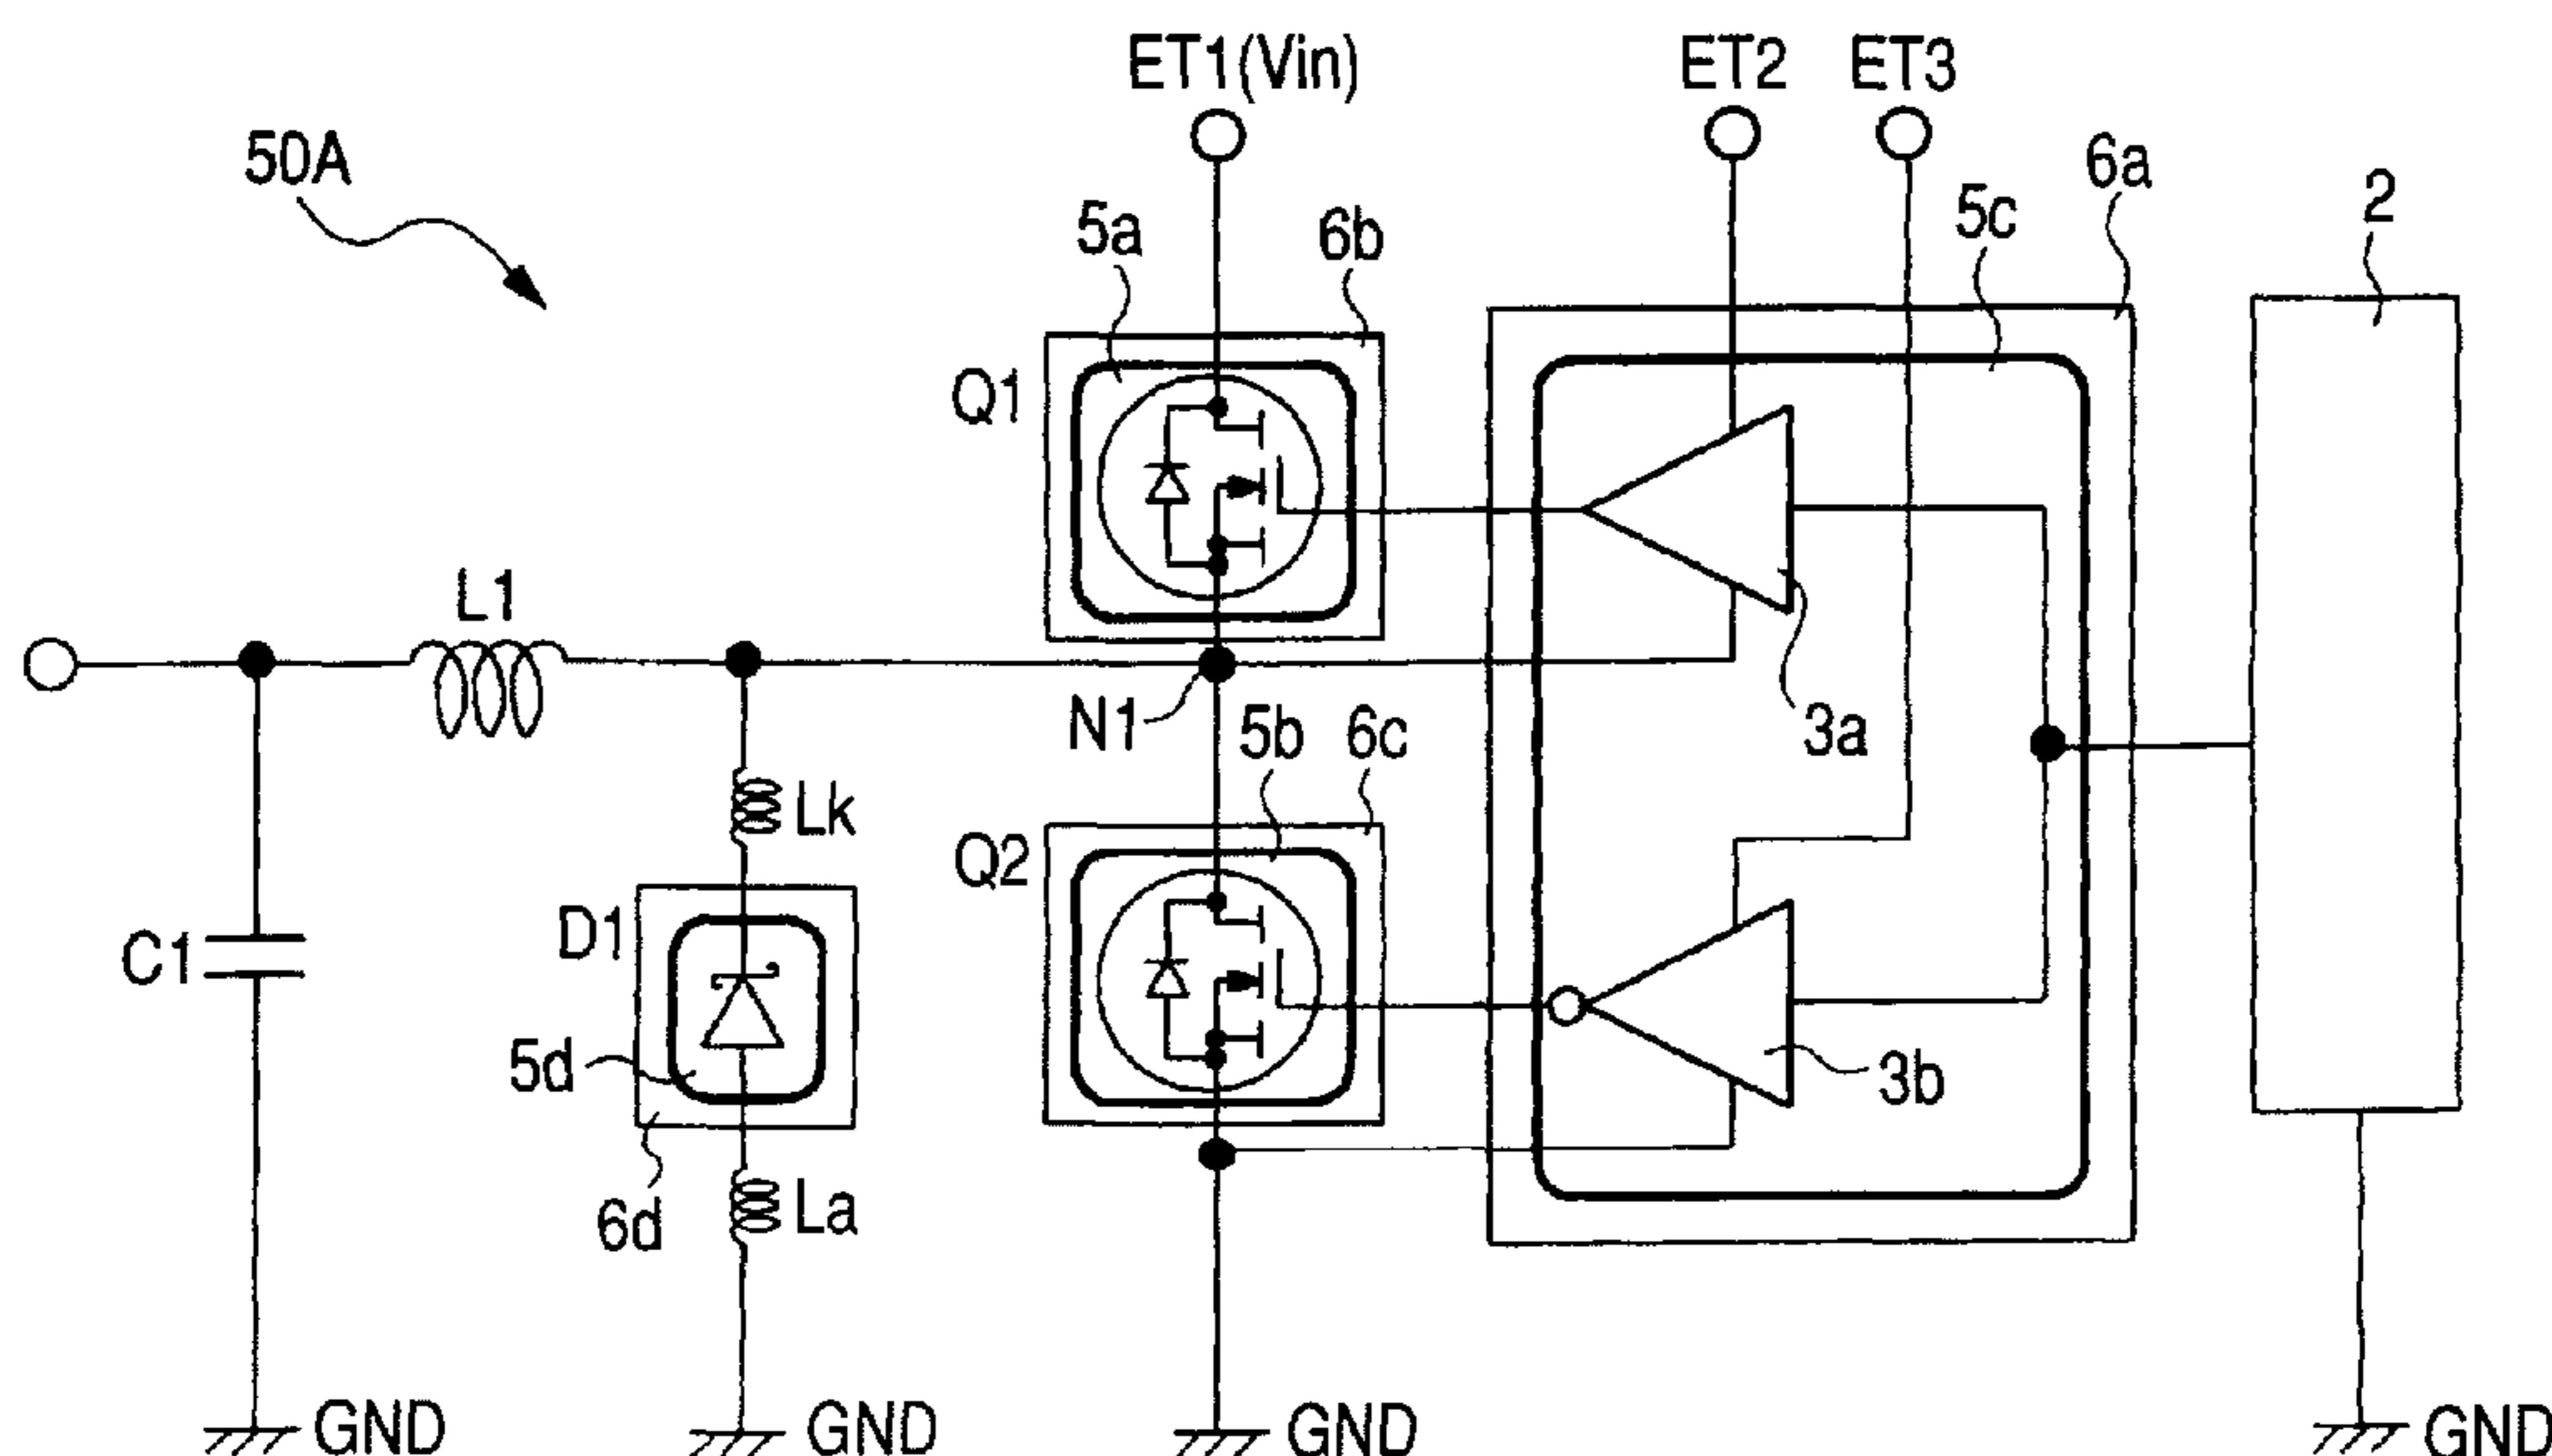 ET1(Vin)
ET2
ET3
50A
5a
6b
5c
6a
2
Q1
L1
N1
5b
6c
3a
Lk
Q2
D1
C1
5d
3b
6d
La
GND
GND
GND
GND